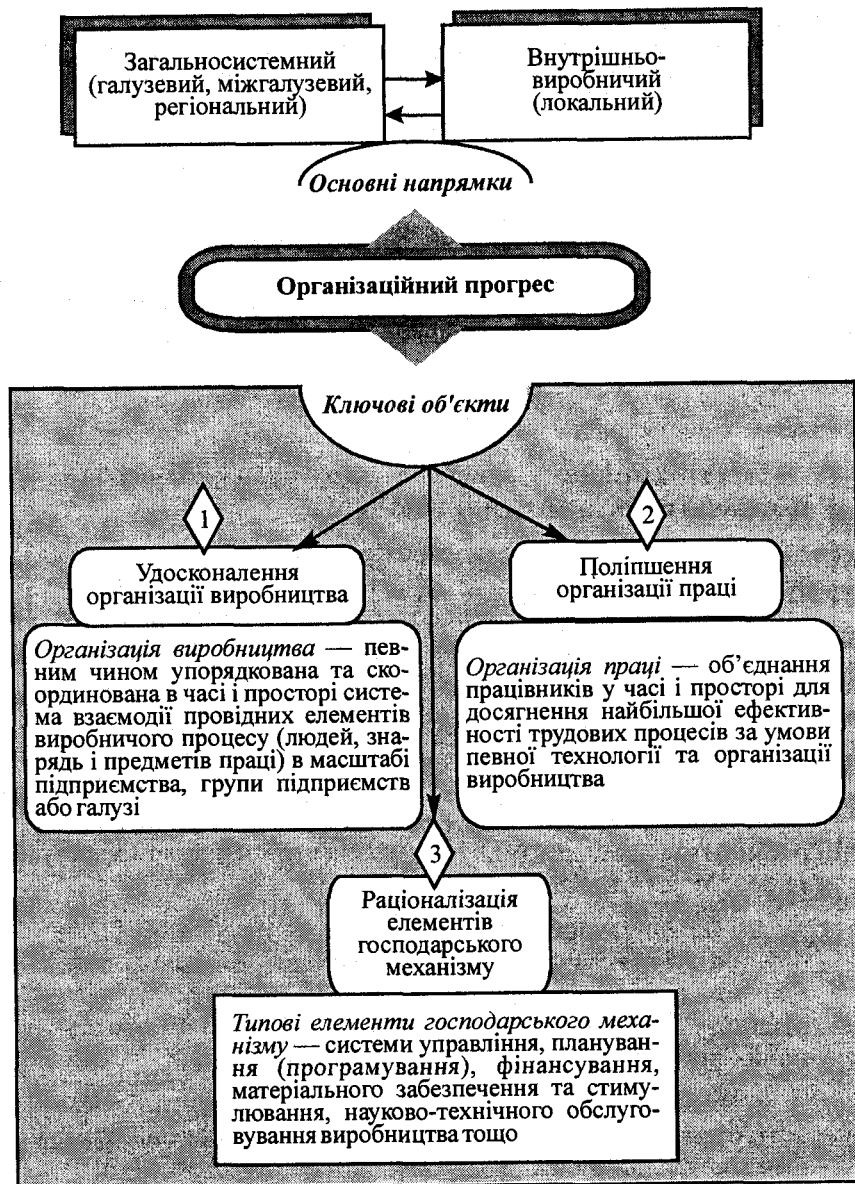 Загальносистемний
(галузевий, міжгалузевий,
регіональний)
Внутрішньо-
виробничий
(локальний)
Основні напрямки
Організаційний прогрес
Ключові об'єкти
1
Удосконалення
організації виробництва
Організація виробництва — пев-
ним чином упорядкована та ско-
ординована в часі і просторі систе-
ма взаємодії провідних елементів
виробничого процесу (людей, зна-
рядь і предметів праці) в масштабі
підприємства, групи підприємств
або галузі
2
Поліпшення
організації праці
Організація праці — об’єднання
працівників у часі і просторі для
досягнення найбільшої ефектив-
ності трудових процесів за умови
певної технології та організації
виробництва
3
Раціоналізація
елементів
господарського
механізму
Типові елементи господарського меха-
нізму — системи управління, плануван-
ня (програмування), фінансування,
матеріального забезпечення та стиму-
лювання, науково-технічного обслуго-
вування виробництва тощо